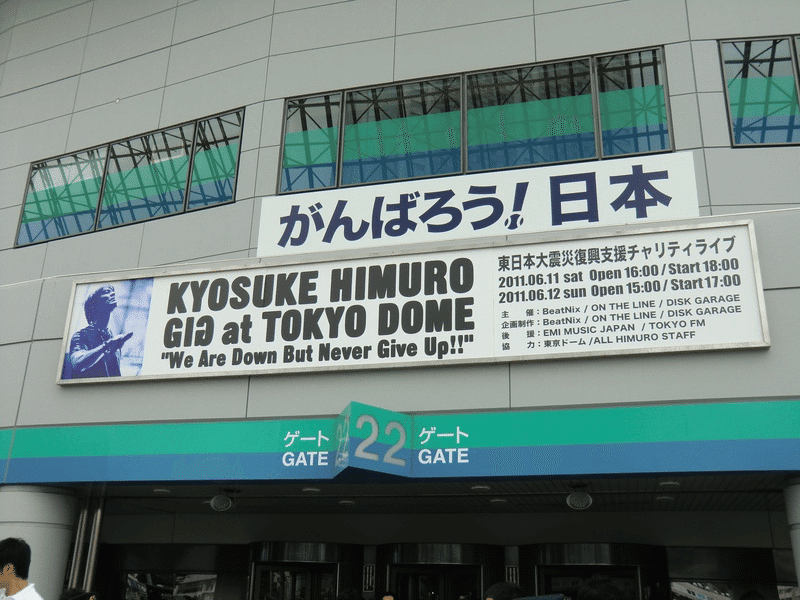 がんばろう!日本
KYOSUKE HIMURO
GIG at TOKYO DOME
"We Are Down But Never Give Up!!"
東日本大震災復興支援チャリティライブ
2011.06.11 sat Open 16:00 / Start 18:00
2011.06.12 sun Open 15:00 / Start 17:00
主 催:BeatNix / ON THE LINE / DISK GARAGE
企画制作:BeatNix / ON THE LINE / DISK GARAGE
後 援:EMI MUSIC JAPAN / TOKYO FM
協 力:東京ドーム / ALL HIMURO STAFF
ゲート 22 ゲート
GATE 22 GATE